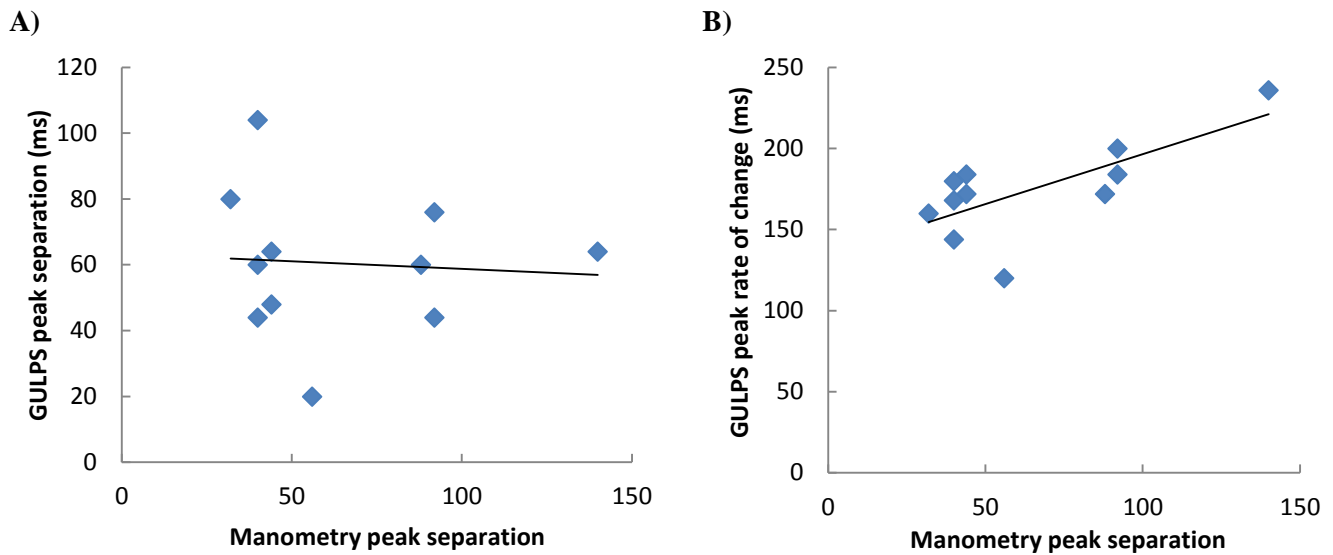 A)
GULPS peak separation (ms)
120
100
80
60
40
20
0
0 50 100 150
Manometry peak separation
B)
GULPS peak rate of change (ms)
250
200
150
100
50
0
0 50 100 150
Manometry peak separation